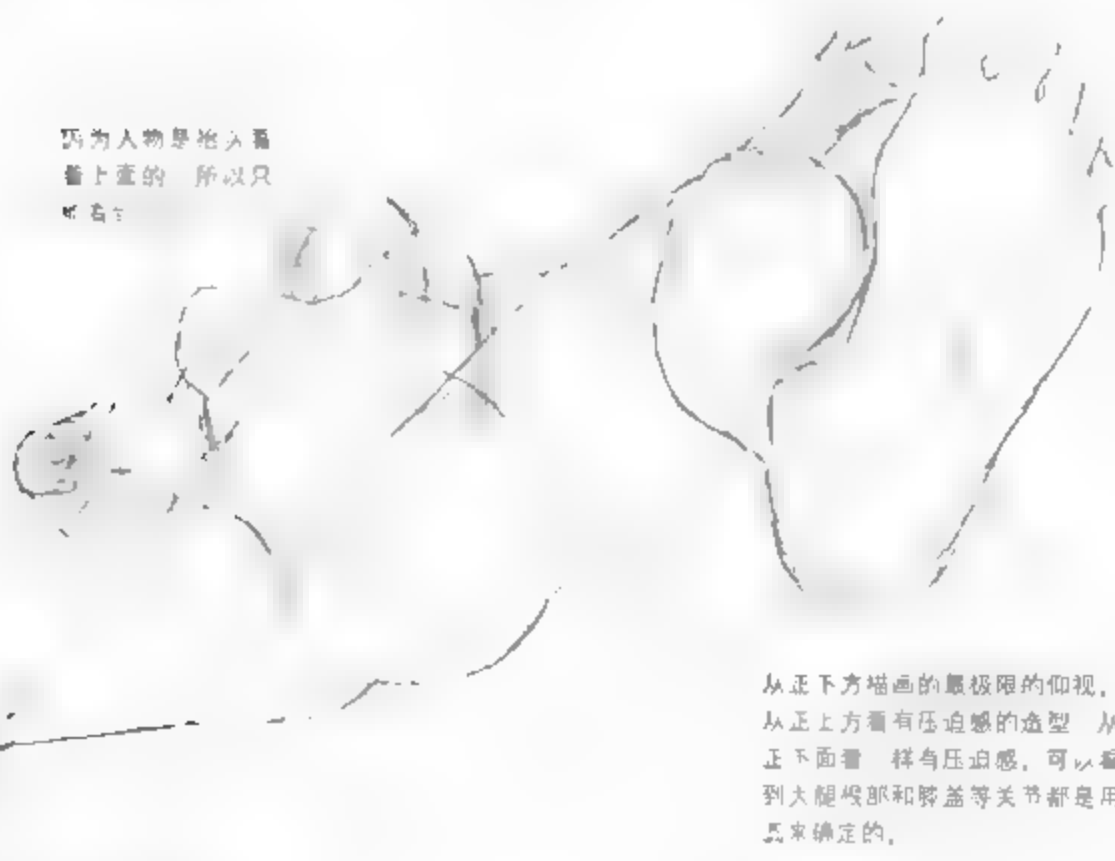 因为人物是抬头看
着上面的 所以只
能看
从正下方描画的最极限的仰视，
从正上方看有压迫感的造型 从
正下面看 样有压迫感，可以看
到大腿根部和膝盖等关节都是用
来确定的，